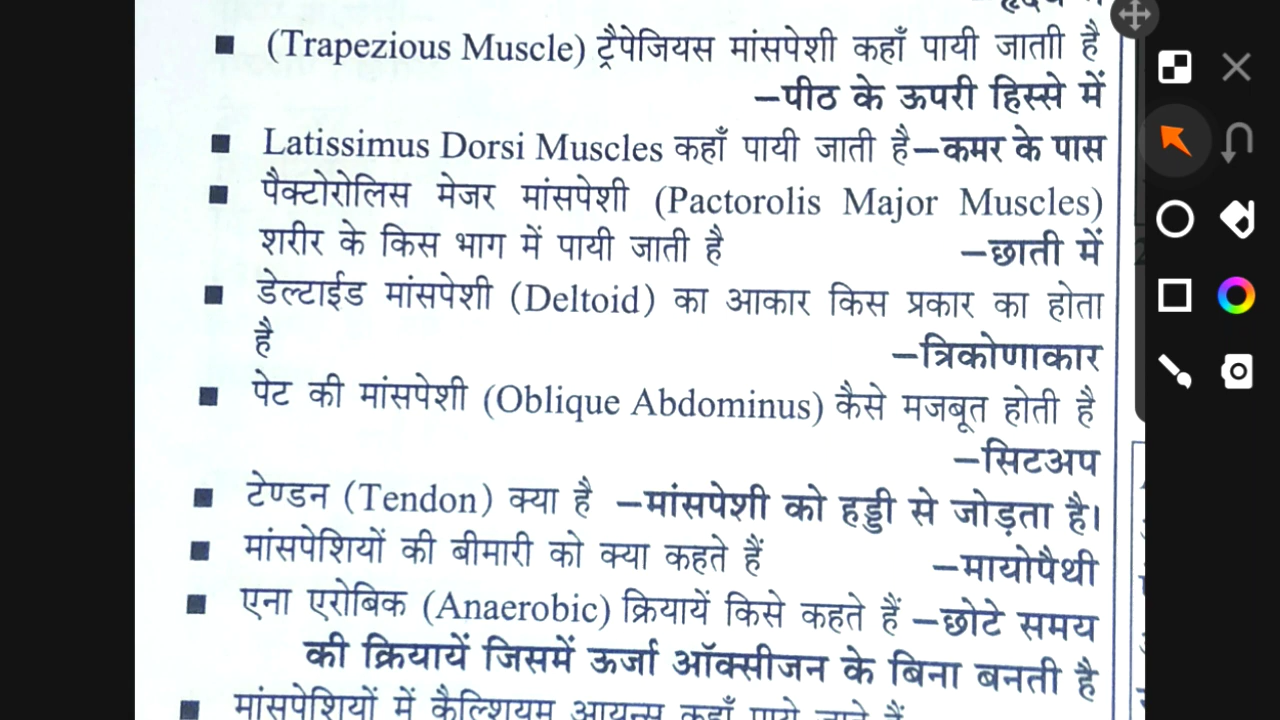 ■ (Trapezious Muscle) ट्रैपेजियस मांसपेशी कहाँ पायी जाताी है
–पीठ के ऊपरी हिस्से में
■ Latissimus Dorsi Muscles कहाँ पायी जाती है–कमर के पास
■ पैक्टोरोलिस मेजर मांसपेशी (Pactorolis Major Muscles)
शरीर के किस भाग में पायी जाती है –छाती में
■ डेल्टाईड मांसपेशी (Deltoid) का आकार किस प्रकार का होता
है –त्रिकोणाकार
■ पेट की मांसपेशी (Oblique Abdominus) कैसे मजबूत होती है
–सिटअप
■ टेण्डन (Tendon) क्या है –मांसपेशी को हड्डी से जोड़ता है।
■ मांसपेशियों की बीमारी को क्या कहते हैं –मायोपैथी
■ एना एरोबिक (Anaerobic) क्रियायें किसे कहते हैं –छोटे समय
की क्रियायें जिसमें ऊर्जा ऑक्सीजन के बिना बनती है
■ मांसपेशियों में कैल्शियम आयन्स कहाँ पाये जाते हैं